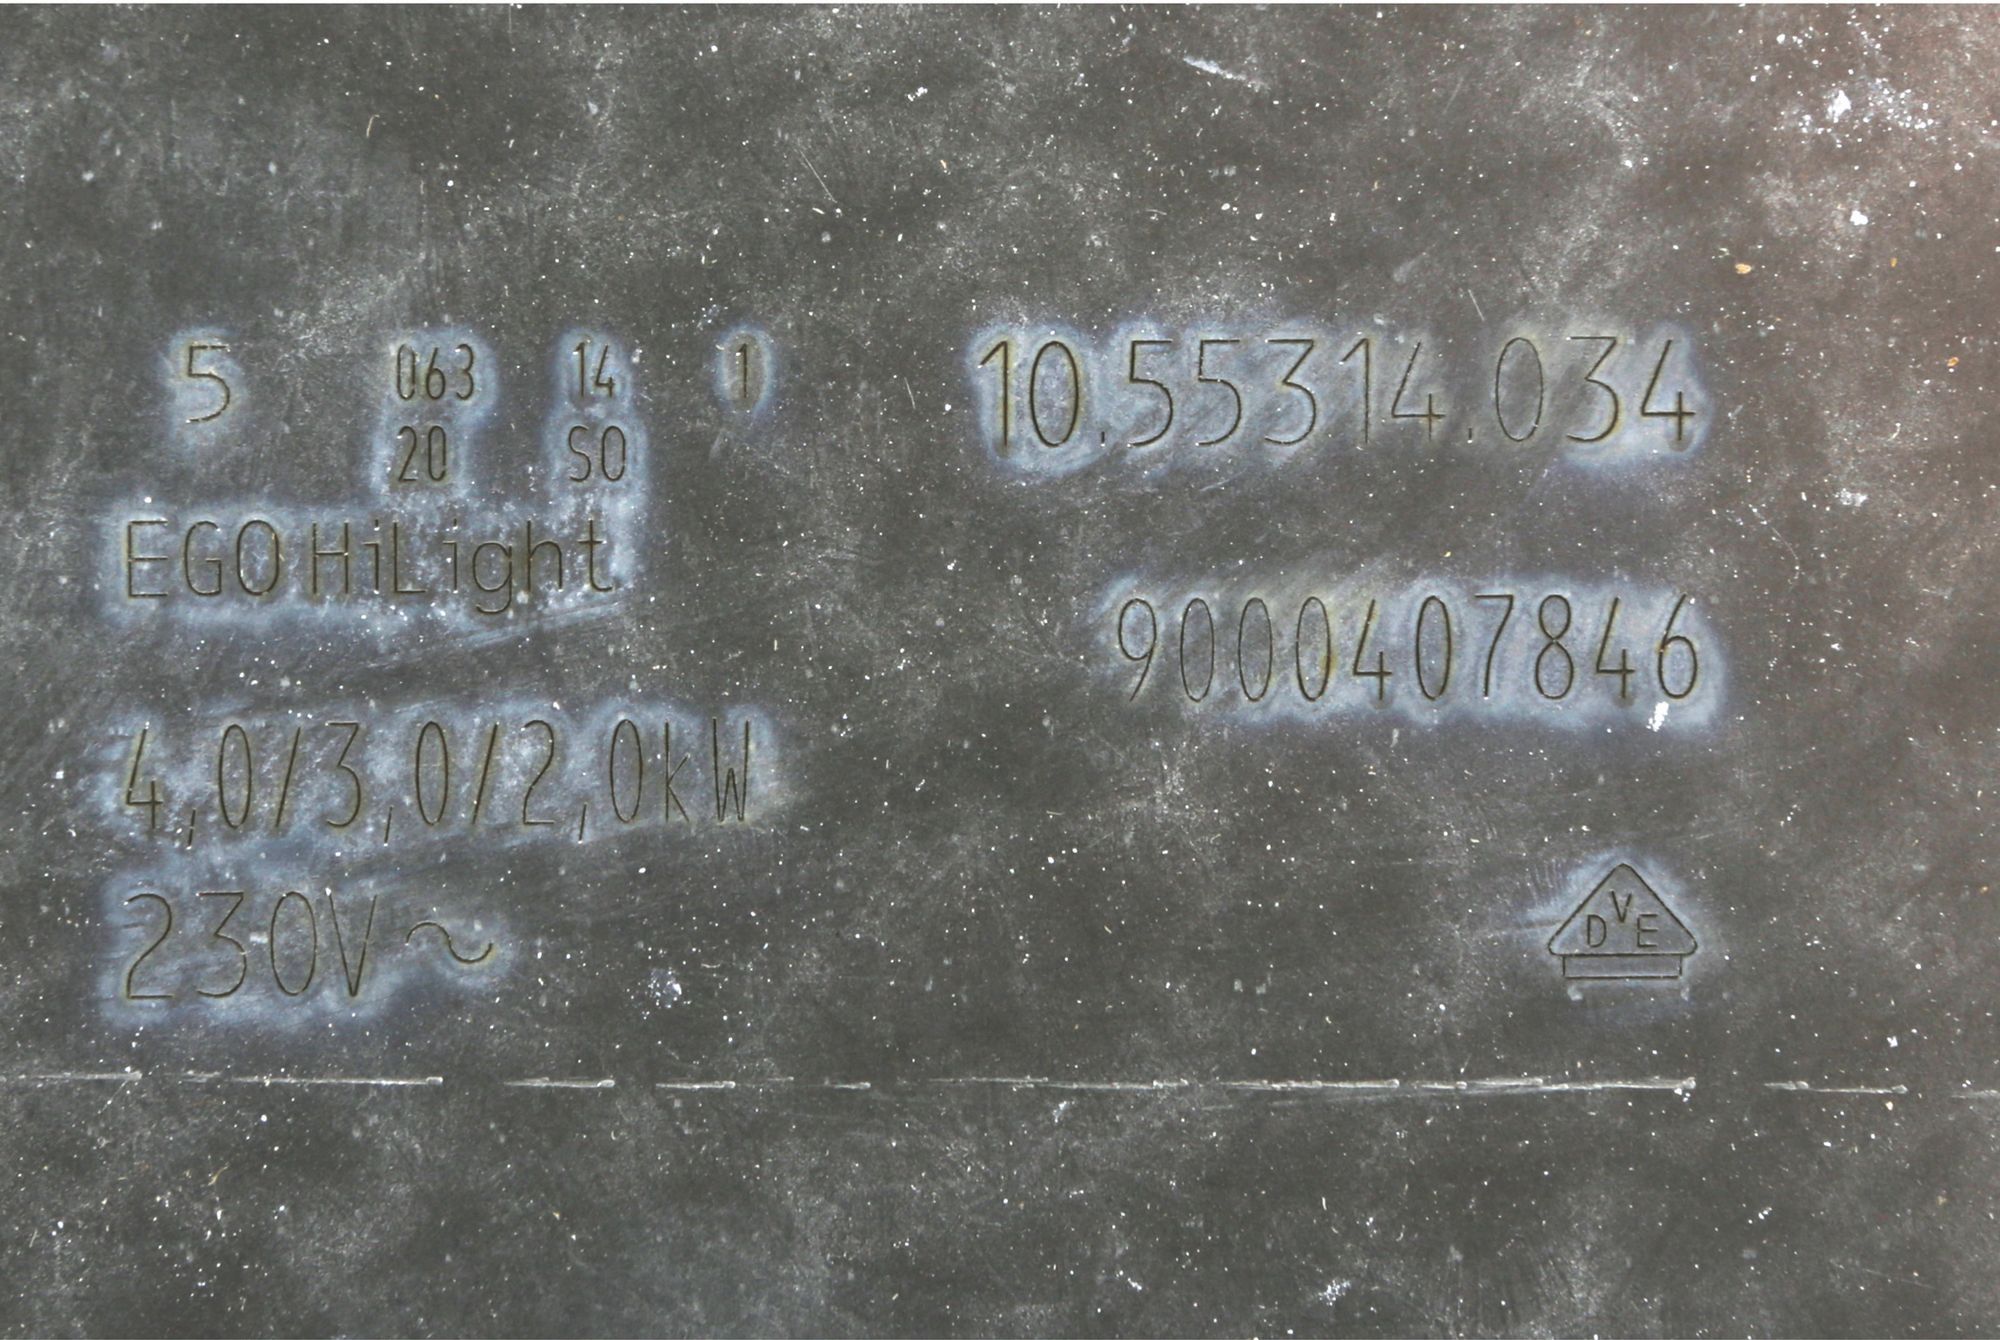 5 063 14 1 10.55314.034
20 SO
EGO HiLight
9000407846
4,0/3,0/2,0kW
230V ~
DVE